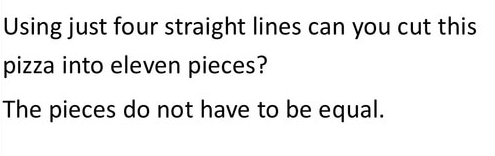 Using just four straight lines can you cut this
pizza into eleven pieces?
The pieces do not have to be equal.